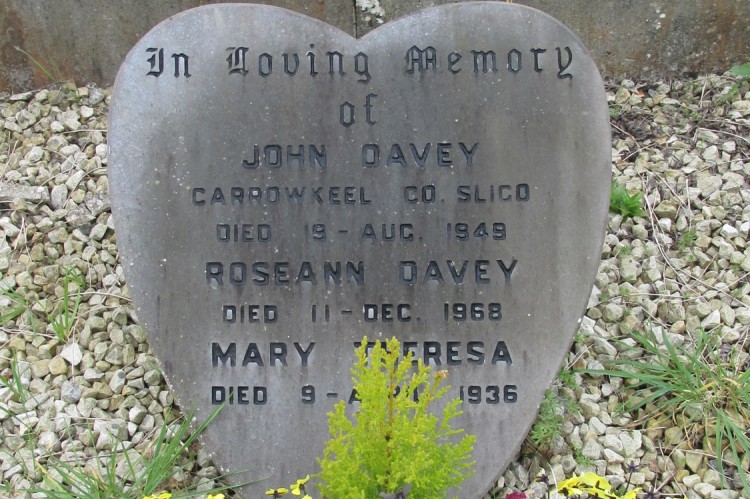 In Loving Memory
of
JOHN DAVEY
CARROWKEEL CO. SLIGO
DIED 19 - AUG. 1949
ROSEANN DAVEY
DIED 11 - DEC. 1968
MARY THERESA
DIED 9 - 1936